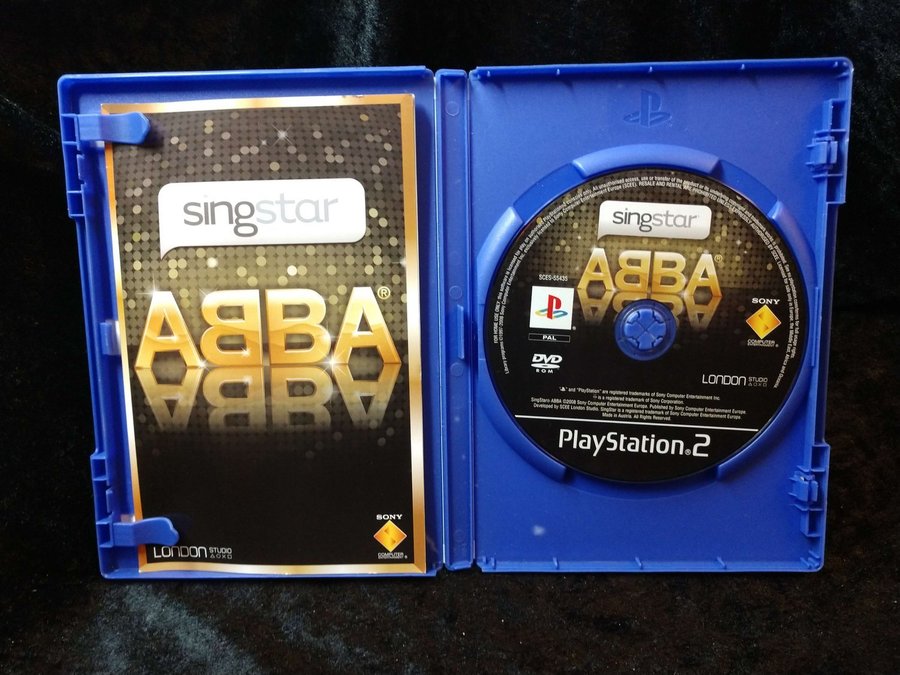 singstar
ABBA®
SONY
COMPUTER
ENTERTAINMENT®
LONDON STUDIO
singstar
SCES-55435
ABBA®
PAL
SONY
COMPUTER
ENTERTAINMENT
DVD
ROM
LONDON STUDIO
and "PlayStation" are registered trademarks of Sony Computer Entertainment Inc.
is a registered trademark of Sony Corporation.
ABBA ©2008 Sony Computer Entertainment Europe. Published by Sony Computer Entertainment Europe.
Developed by SCEE London Studio. SingStar is a registered trademark of Sony Computer Entertainment Europe.
Made in Austria. All Rights Reserved.
PlayStation®2